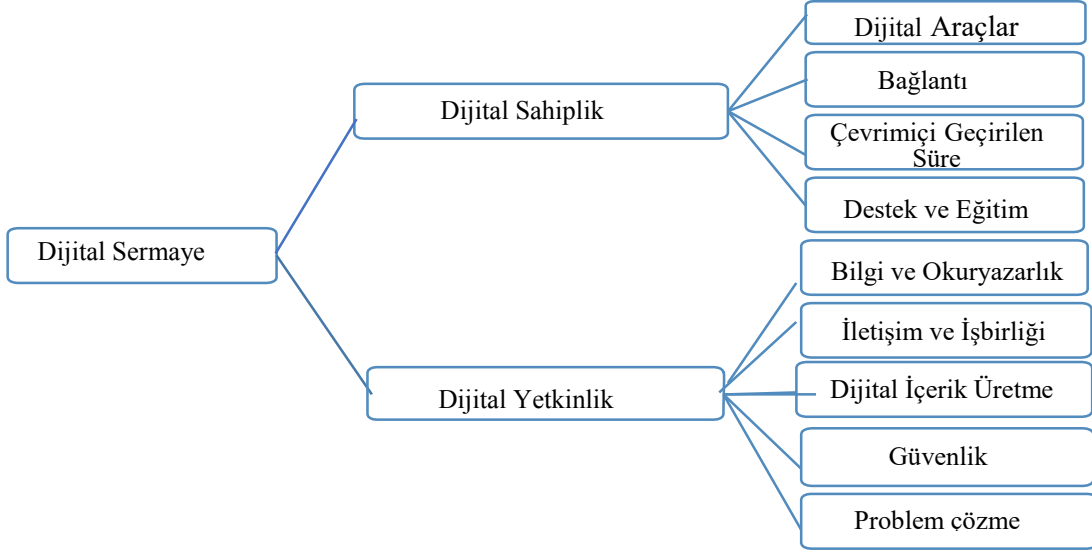 Dijital Sermaye
Dijital Sahiplik
Dijital Araçlar
Bağlantı
Çevrimiçi Geçirilen
Süre
Destek ve Eğitim
Dijital Yetkinlik
Bilgi ve Okuryazarlık
İletişim ve İşbirliği
Dijital İçerik Üretme
Güvenlik
Problem çözme